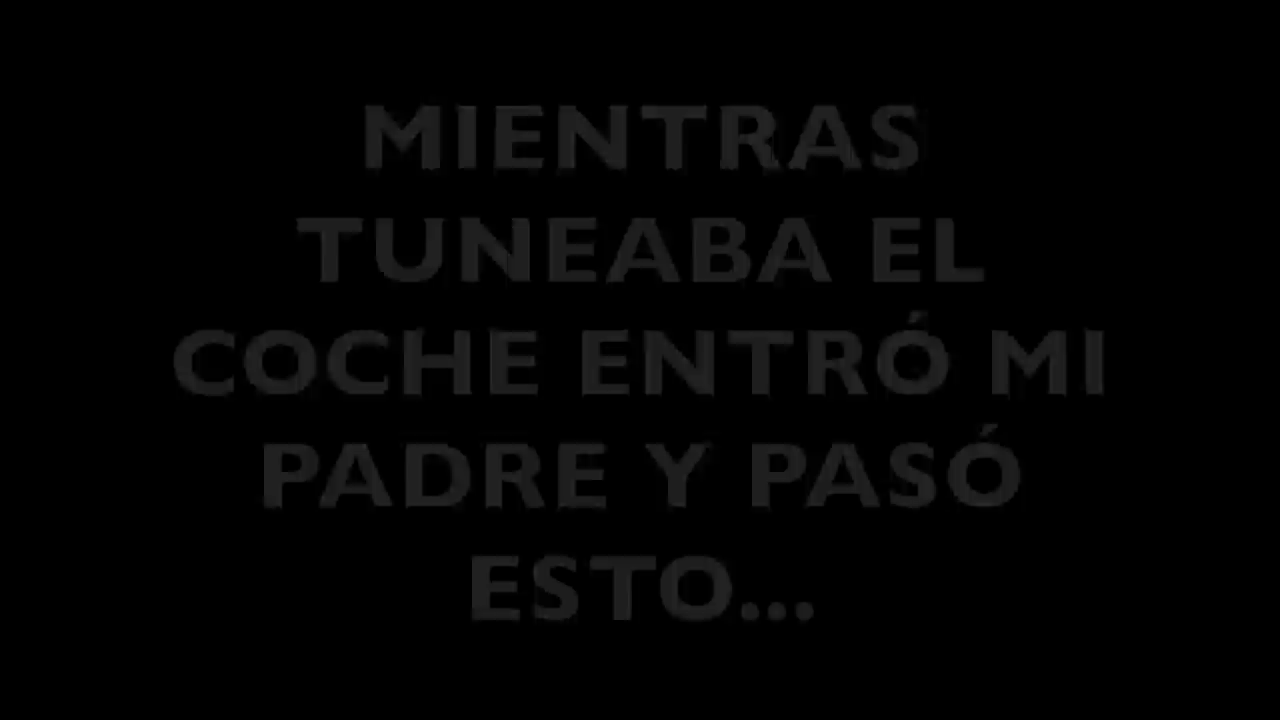 MIENTRAS
TUNEABA EL
COCHE ENTRÓ MI
PADRE Y PASÓ
ESTO...